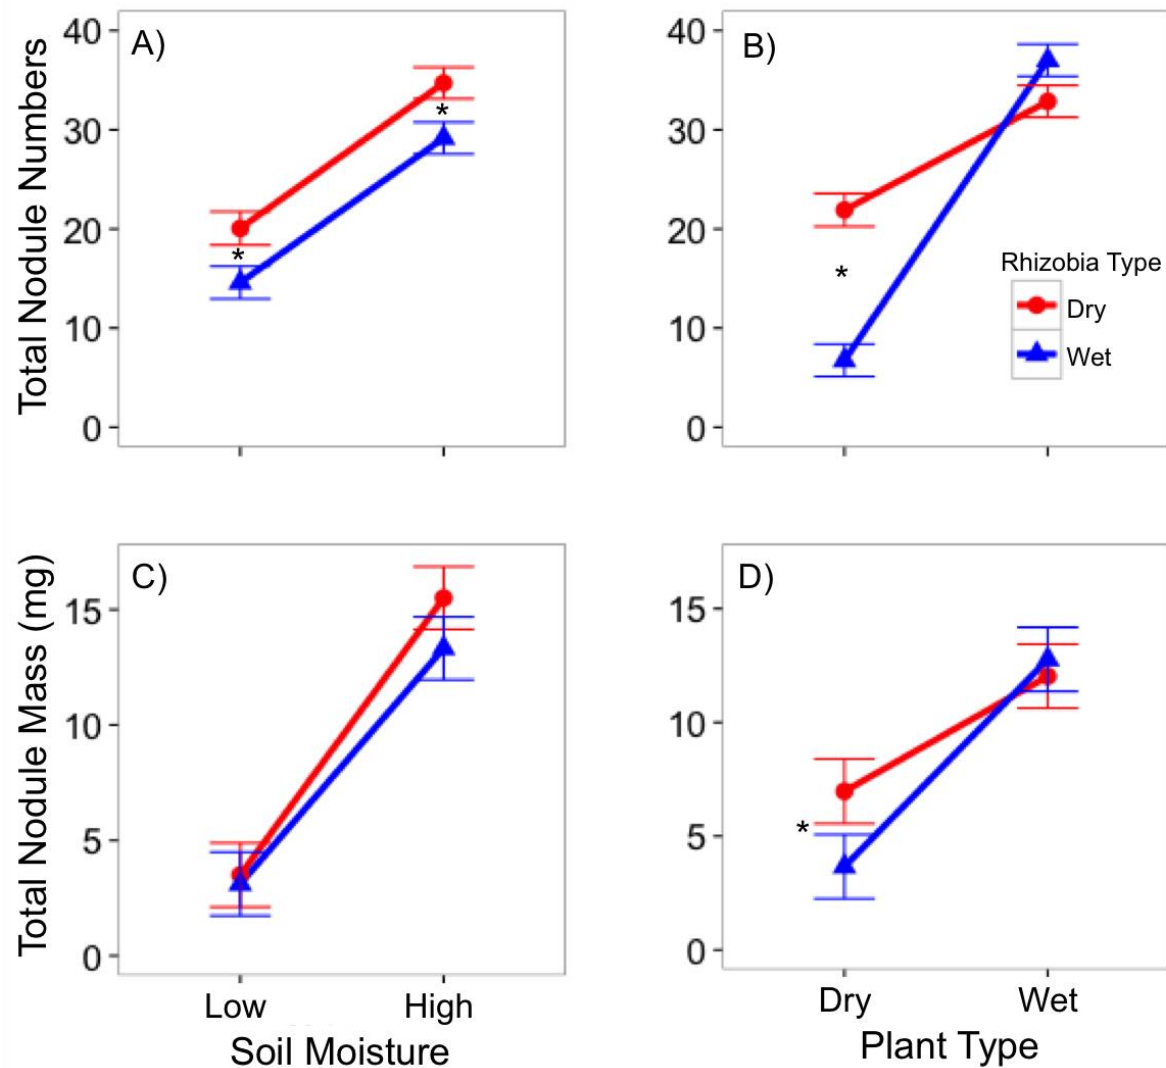 Total Nodule Numbers
A)
40
30
20
10
0
*
*
B)
40
30
20
10
0
*
Rhizobia Type
Dry
Wet
Total Nodule Mass (mg)
C)
15
10
5
0
Low
High
Soil Moisture
D)
15
10
5
0
*
Dry
Wet
Plant Type